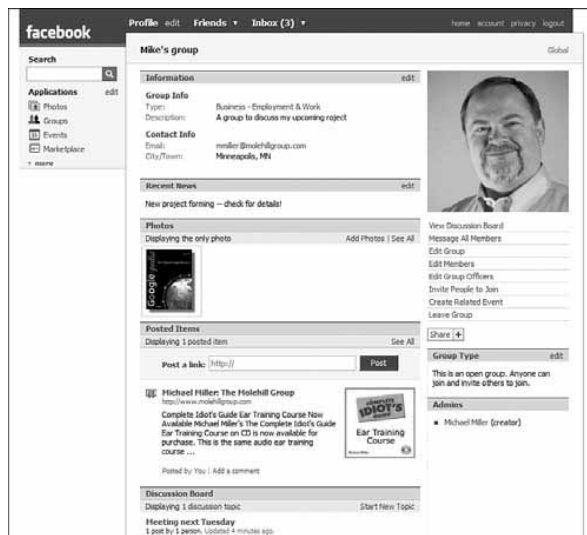 facebook
Profile edit Friends ▼ Inbox (3) ▼
home account privacy logout
Search
Applications edit
Photos
Groups
Events
Marketplace
▾ more
Mike's group
Global
Information edit
Group Info
Type: Business - Employment & Work
Description: A group to discuss my upcoming roject
Contact Info
Email: mmiller@molehillgroup.com
City/Town: Minneapolis, MN
Recent News edit
New project forming -- check for details!
Photos
Displaying the only photo Add Photos | See All
Google
Posted Items
Displaying 1 posted item See All
Post a link: http:// Post
Michael Miller: The Molehill Group
http://www.molehillgroup.com
Complete Idiot's Guide Ear Training Course Now
Available Michael Miller's The Complete Idiot's Guide
Ear Training Course on CD is now available for
purchase. This is the same audio ear training
course ...
COMPLETE
IDIOT'S
Ear Training
Course
Posted by You | Add a comment
Discussion Board
Displaying 1 discussion topic Start New Topic
Meeting next Tuesday
1 post by 1 person. Updated 4 minutes ago.
View Discussion Board
Message All Members
Edit Group
Edit Members
Edit Group Officers
Invite People to Join
Create Related Event
Leave Group
Share +
Group Type edit
This is an open group. Anyone can
join and invite others to join.
Admins
Michael Miller (creator)